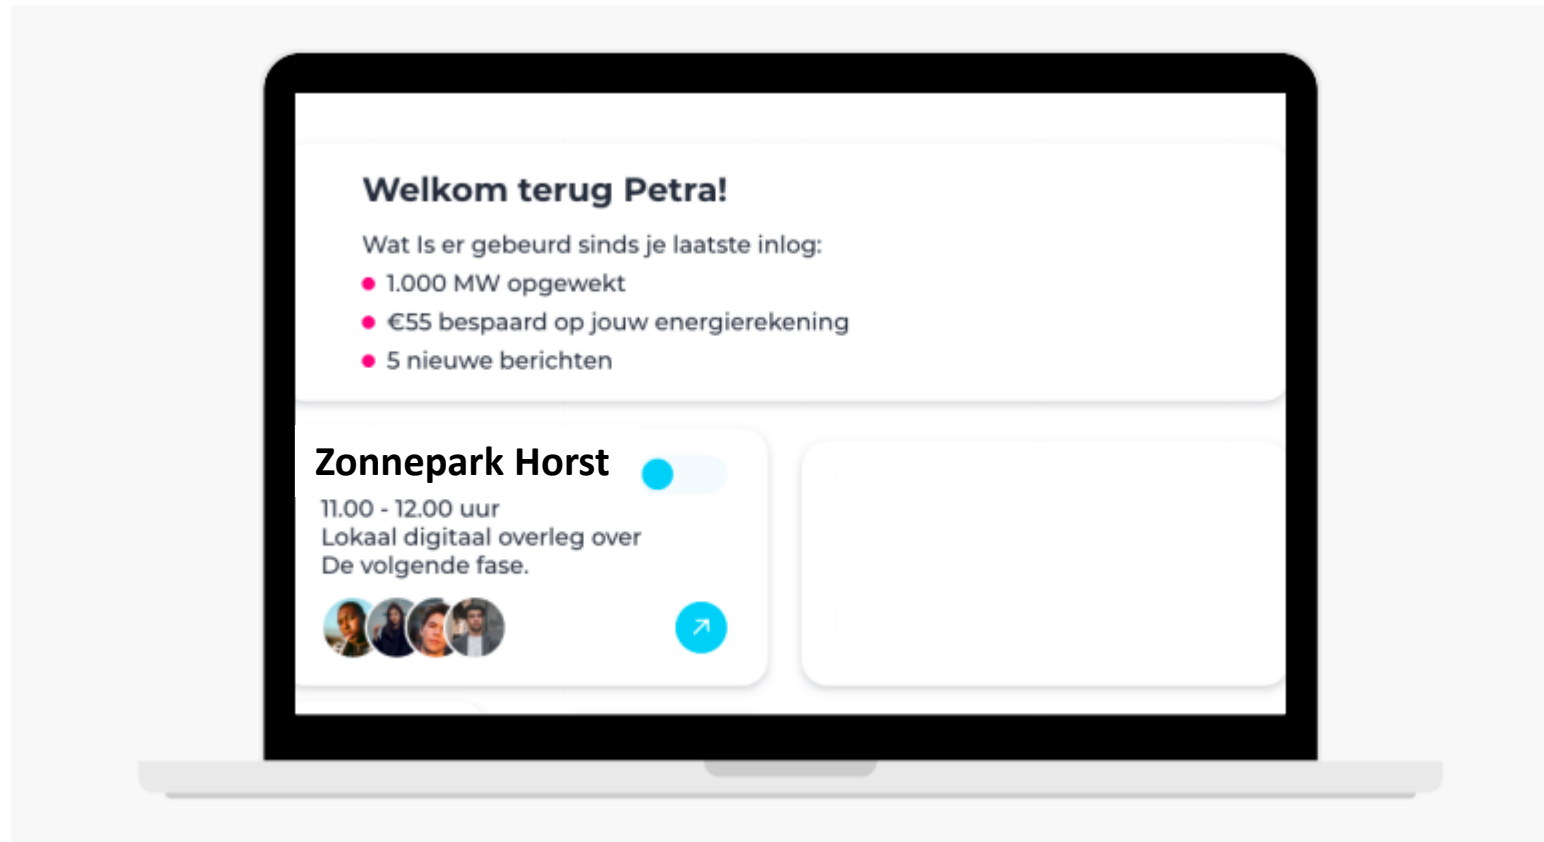 Welkom terug Petra!
Wat Is er gebeurd sinds je laatste inlog:
1.000 MW opgewekt
€55 bespaard op jouw energierekening
5 nieuwe berichten
Zonnepark Horst
11.00 - 12.00 uur
Lokaal digitaal overleg over
De volgende fase.